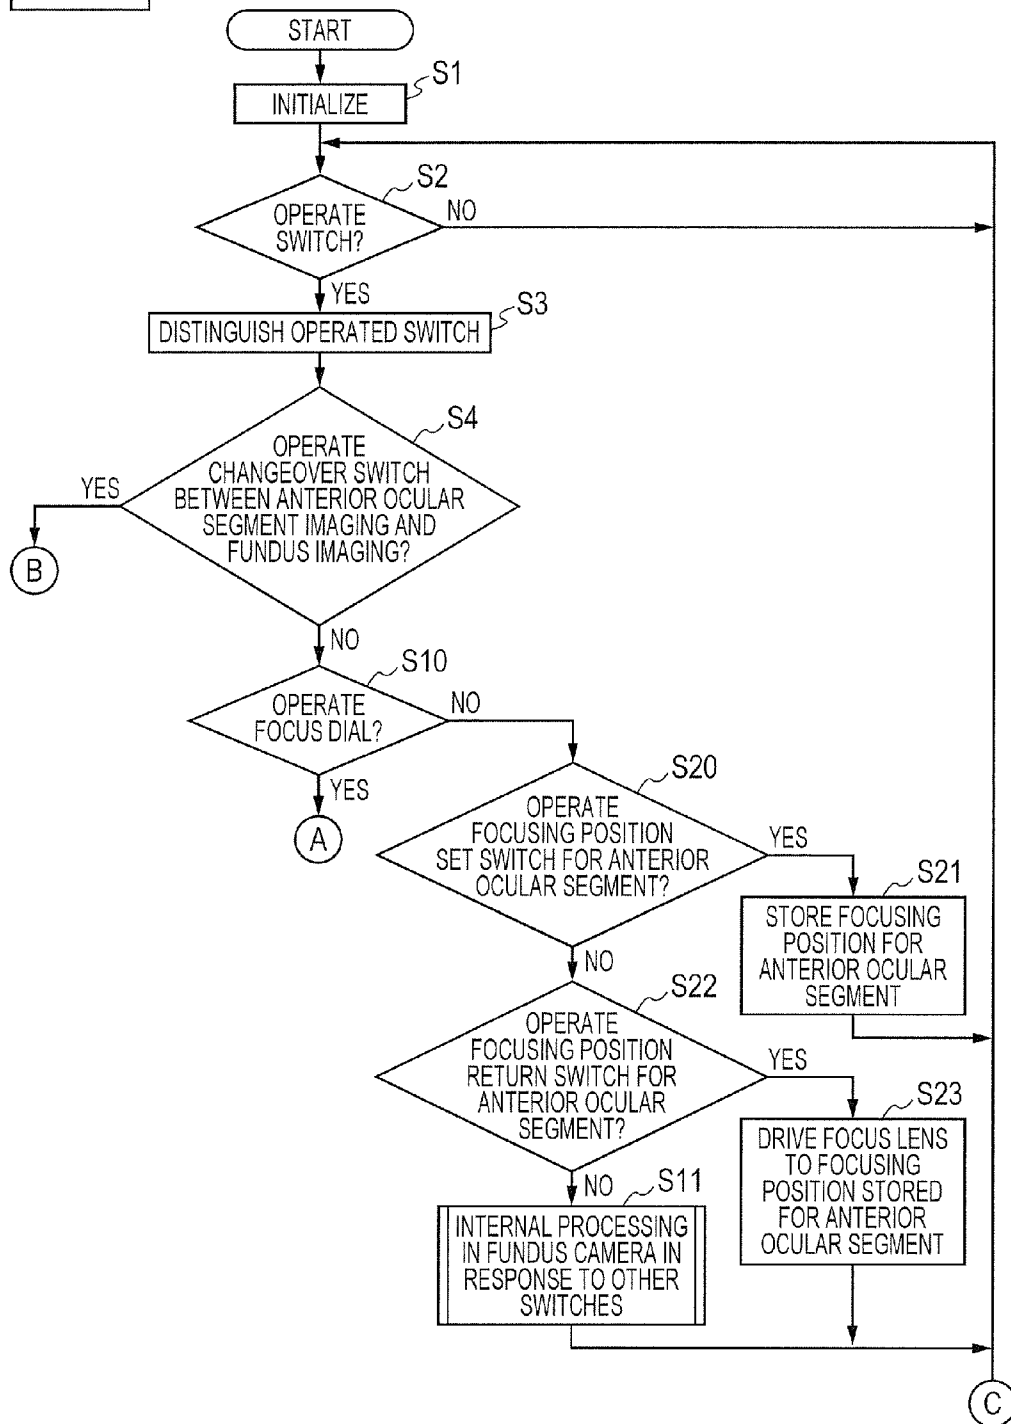 START
S1
INITIALIZE
S2
OPERATE
SWITCH?
NO
YES
S3
DISTINGUISH OPERATED SWITCH
S4
OPERATE
CHANGEOVER SWITCH
BETWEEN ANTERIOR OCULAR
SEGMENT IMAGING AND
FUNDUS IMAGING?
YES
B
NO
S10
OPERATE
FOCUS DIAL?
NO
YES
A
S20
OPERATE
FOCUSING POSITION
SET SWITCH FOR ANTERIOR
OCULAR SEGMENT?
YES
S21
STORE FOCUSING
POSITION FOR
ANTERIOR OCULAR
SEGMENT
NO
S22
OPERATE
FOCUSING POSITION
RETURN SWITCH FOR
ANTERIOR OCULAR
SEGMENT?
YES
S23
DRIVE FOCUS LENS
TO FOCUSING
POSITION STORED
FOR ANTERIOR
OCULAR SEGMENT
NO
S11
INTERNAL PROCESSING
IN FUNDUS CAMERA IN
RESPONSE TO OTHER
SWITCHES
C